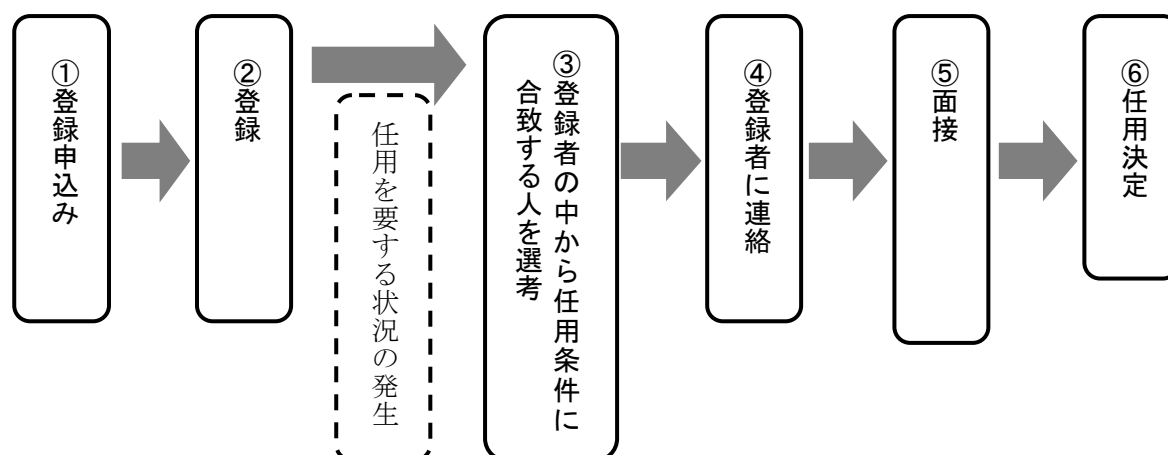 ①登録申込み
②登録
任用を要する状況の発生
③登録者の中から任用条件に
合致する人を選考
④登録者に連絡
⑤面接
⑥任用決定